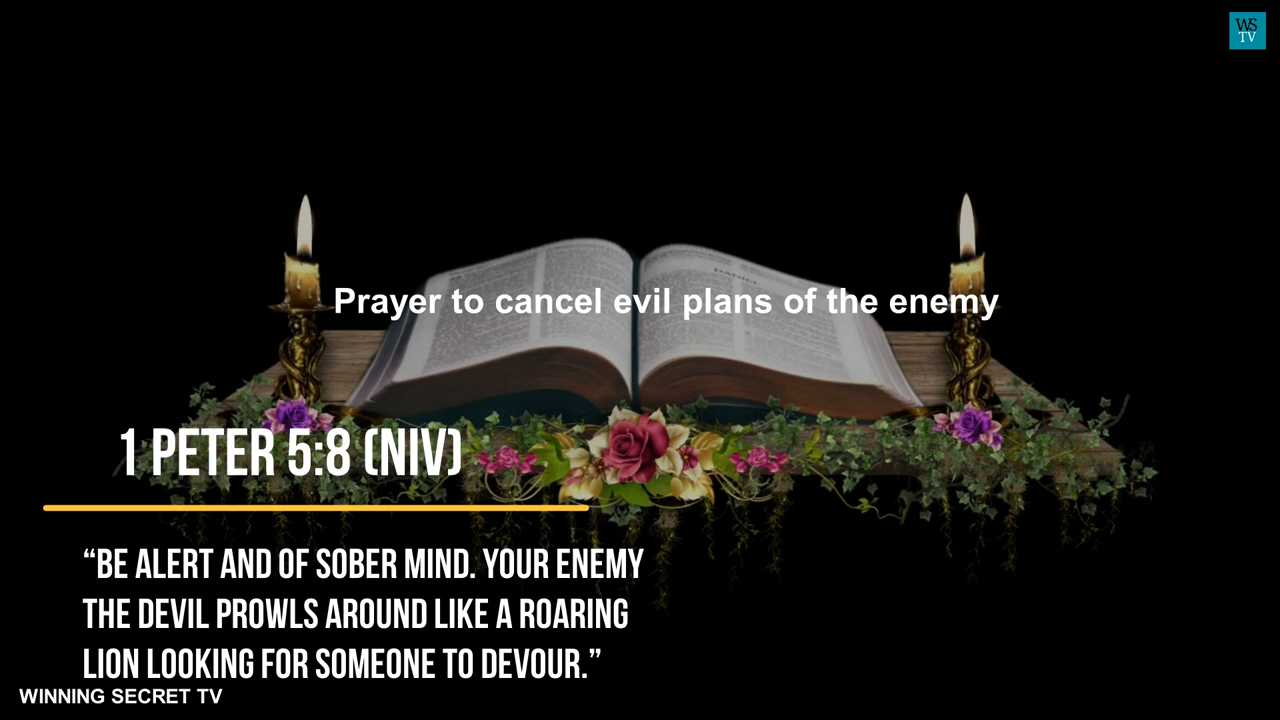 WS
TV
DANIEL
Prayer to cancel evil plans of the enemy
1 PETER 5:8 (NIV)
“BE ALERT AND OF SOBER MIND. YOUR ENEMY
THE DEVIL PROWLS AROUND LIKE A ROARING
LION LOOKING FOR SOMEONE TO DEVOUR.”
WINNING SECRET TV